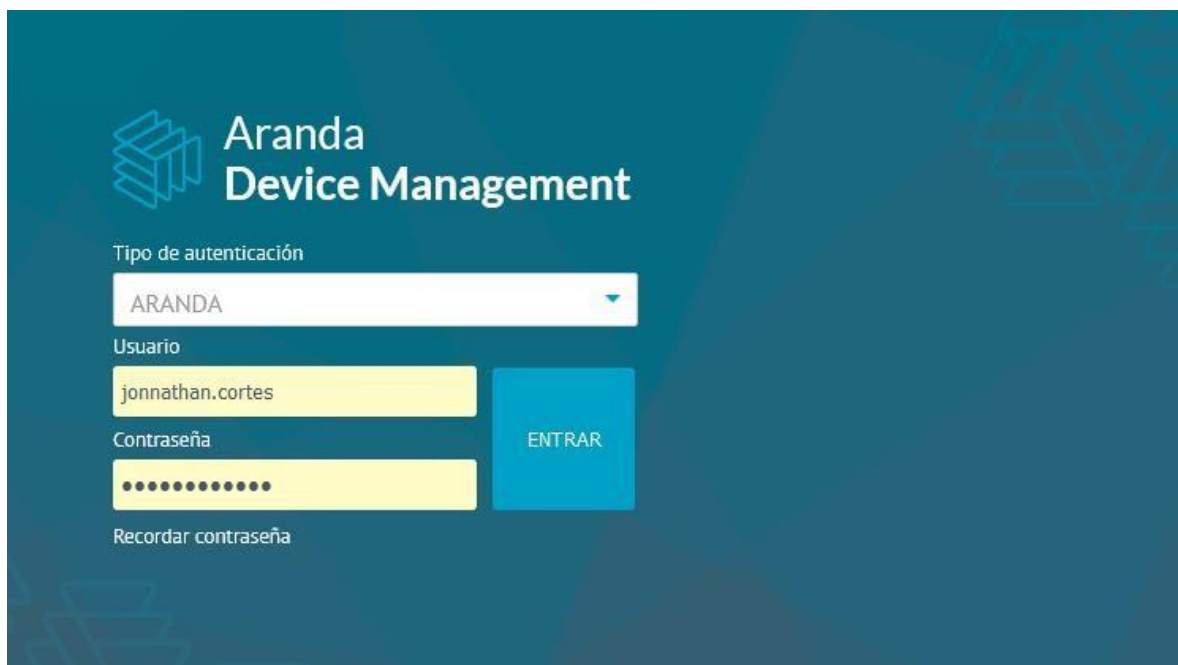 Aranda
Device Management
Tipo de autenticación
ARANDA
Usuario
jonnathan.cortes
Contraseña
••••••••••••
ENTRAR
Recordar contraseña